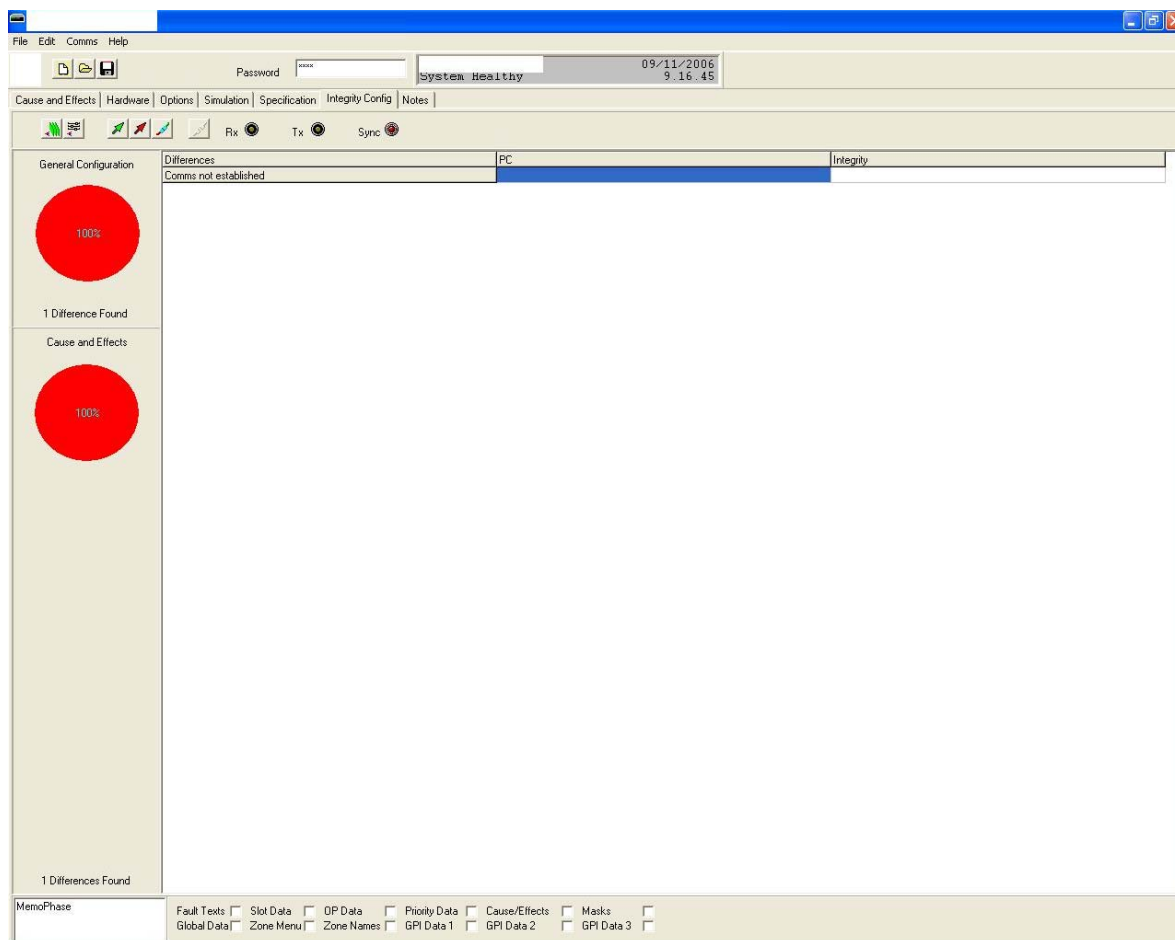 File Edit Comms Help
Password xxxx
09/11/2006
System Healthy 9.16.45
Cause and Effects Hardware Options Simulation Specification Integrity Config Notes
Rx Tx Sync
General Configuration
Differences PC Integrity
Comms not established
100%
1 Difference Found
Cause and Effects
100%
1 Differences Found
MemoPhase
Fault Texts Slot Data OP Data Priority Data Cause/Effects Masks
Global Data Zone Menu Zone Names GPI Data 1 GPI Data 2 GPI Data 3